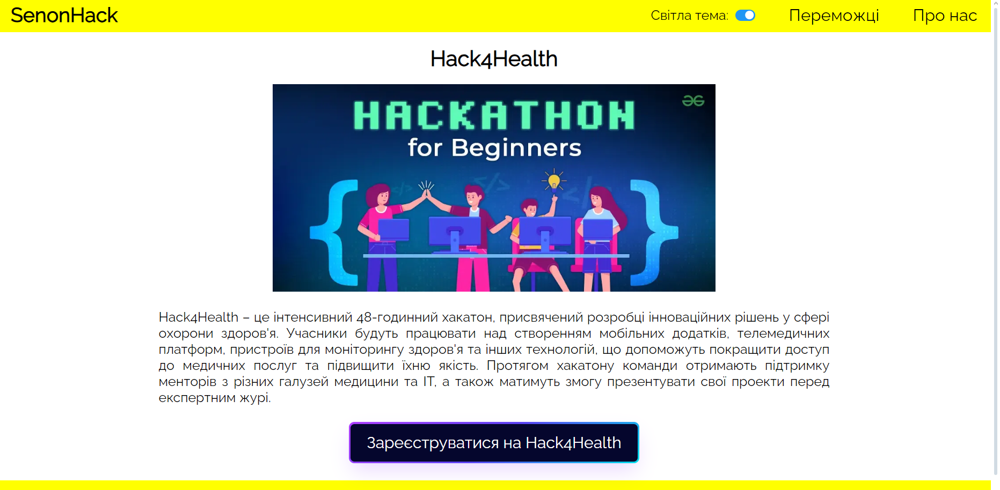 SenonHack
Світла тема:
Переможці
Про нас
Hack4Health
HACKATHON
for Beginners
</>
</>
</>
Hack4Health – це інтенсивний 48-годинний хакатон, присвячений розробці інноваційних рішень у сфері
охорони здоров'я. Учасники будуть працювати над створенням мобільних додатків, телемедичних
платформ, пристроїв для моніторингу здоров'я та інших технологій, що допоможуть покращити доступ
до медичних послуг та підвищити їхню якість. Протягом хакатону команди отримають підтримку
менторів з різних галузей медицини та ІТ, а також матимуть змогу презентувати свої проекти перед
експертним журі.
Зареєструватися на Hack4Health